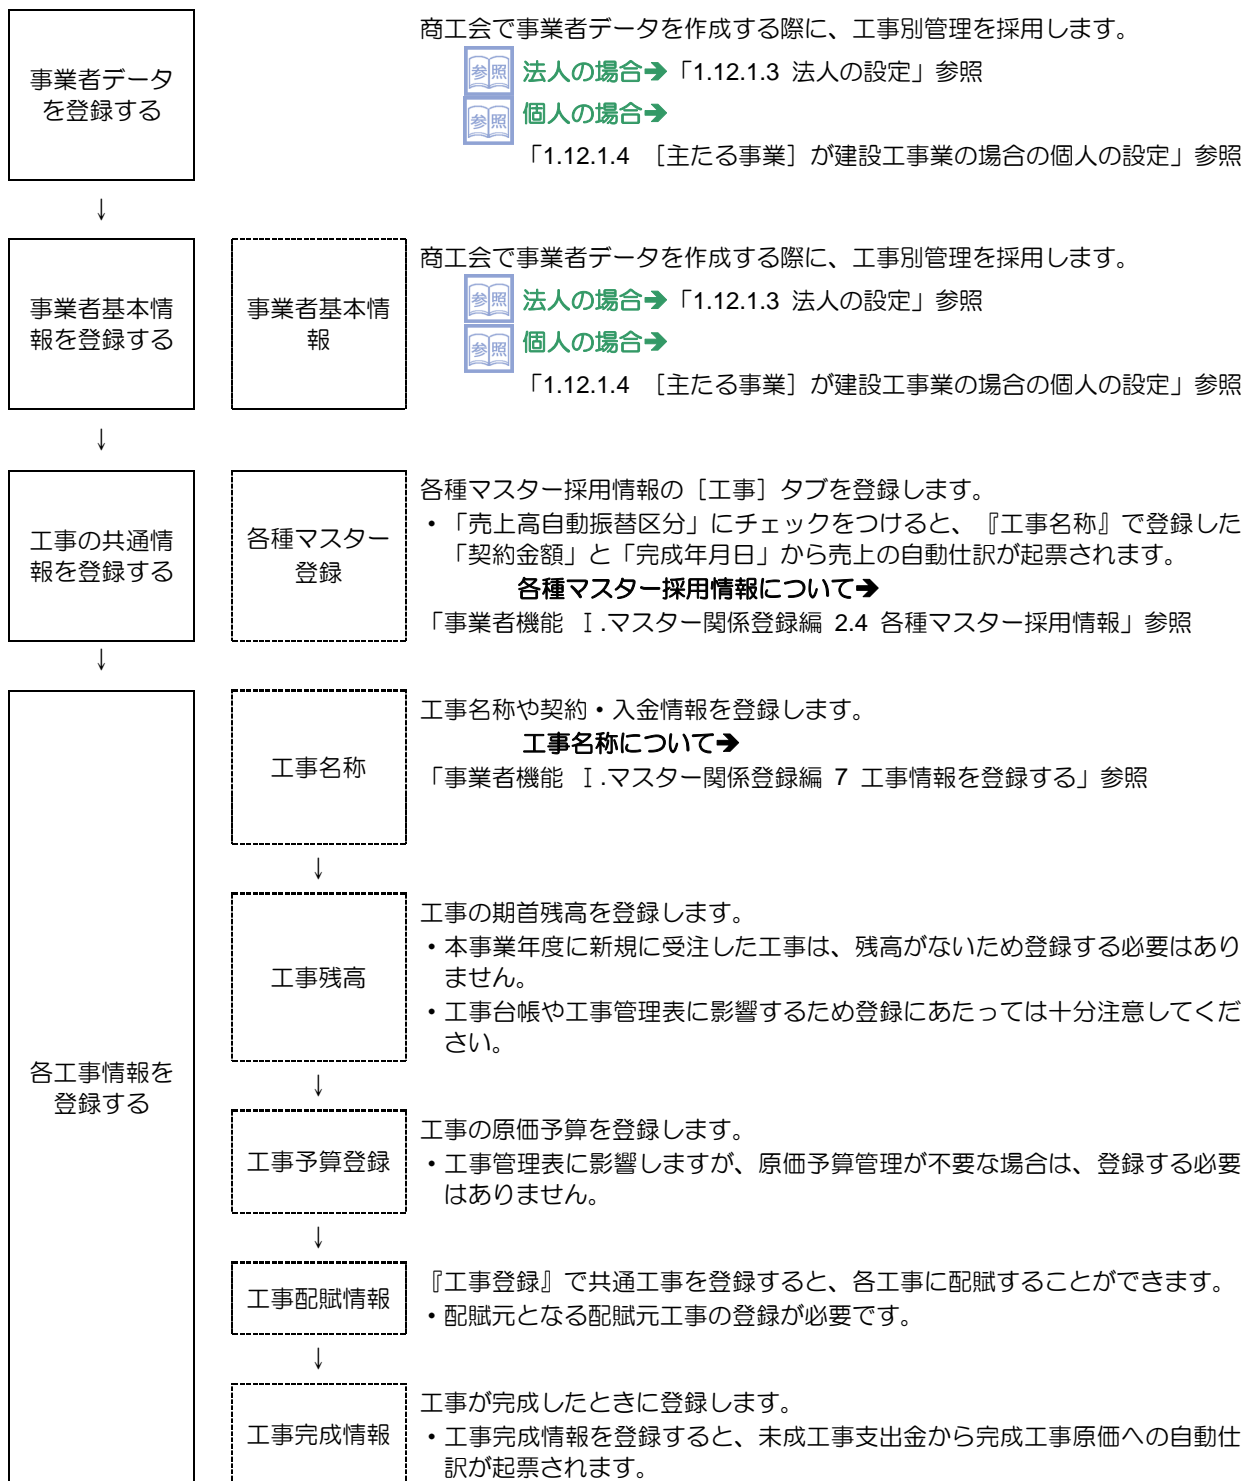 事業者データ
を登録する
商工会で事業者データを作成する際に、工事別管理を採用します。
参照 法人の場合➔「1.12.1.3 法人の設定」参照
参照 個人の場合➔
「1.12.1.4 ［主たる事業］が建設工事業の場合の個人の設定」参照
↓
事業者基本情
報を登録する
事業者基本情
報
商工会で事業者データを作成する際に、工事別管理を採用します。
参照 法人の場合➔「1.12.1.3 法人の設定」参照
参照 個人の場合➔
「1.12.1.4 ［主たる事業］が建設工事業の場合の個人の設定」参照
↓
工事の共通情
報を登録する
各種マスター
登録
各種マスター採用情報の［工事］タブを登録します。
・「売上高自動振替区分」にチェックをつけると、『工事名称』で登録した
「契約金額」と「完成年月日」から売上の自動仕訳が起票されます。
各種マスター採用情報について➔
「事業者機能 Ⅰ.マスター関係登録編 2.4 各種マスター採用情報」参照
↓
各工事情報を
登録する
工事名称
工事名称や契約・入金情報を登録します。
工事名称について➔
「事業者機能 Ⅰ.マスター関係登録編 7 工事情報を登録する」参照
↓
工事残高
工事の期首残高を登録します。
・本事業年度に新規に受注した工事は、残高がないため登録する必要はあり
ません。
・工事台帳や工事管理表に影響するため登録にあたっては十分注意してくだ
さい。
↓
工事予算登録
工事の原価予算を登録します。
・工事管理表に影響しますが、原価予算管理が不要な場合は、登録する必要
はありません。
↓
工事配賦情報
『工事登録』で共通工事を登録すると、各工事に配賦することができます。
・配賦元となる配賦元工事の登録が必要です。
↓
工事完成情報
工事が完成したときに登録します。
・工事完成情報を登録すると、未成工事支出金から完成工事原価への自動仕
訳が起票されます。